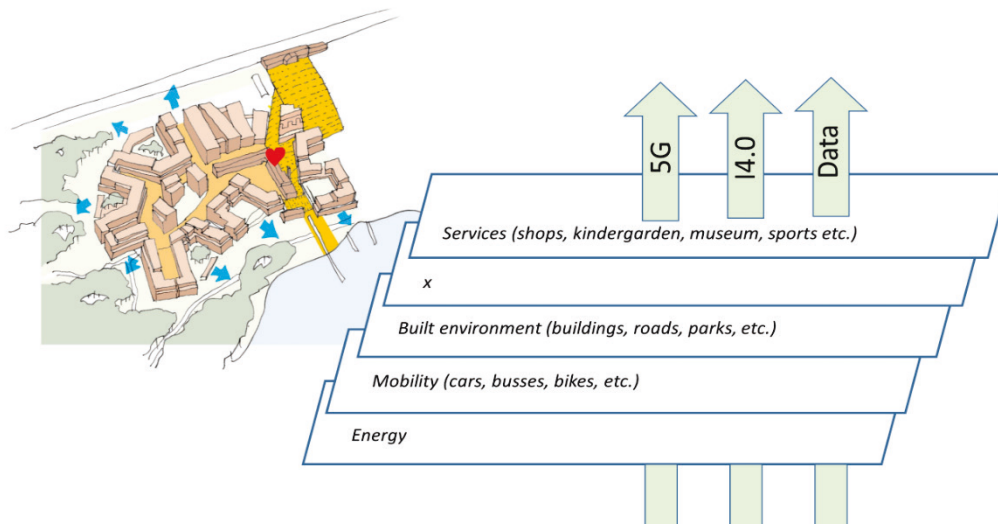 5G
I4.0
Data
Services (shops, kindergarden, museum, sports etc.)
x
Built environment (buildings, roads, parks, etc.)
Mobility (cars, busses, bikes, etc.)
Energy